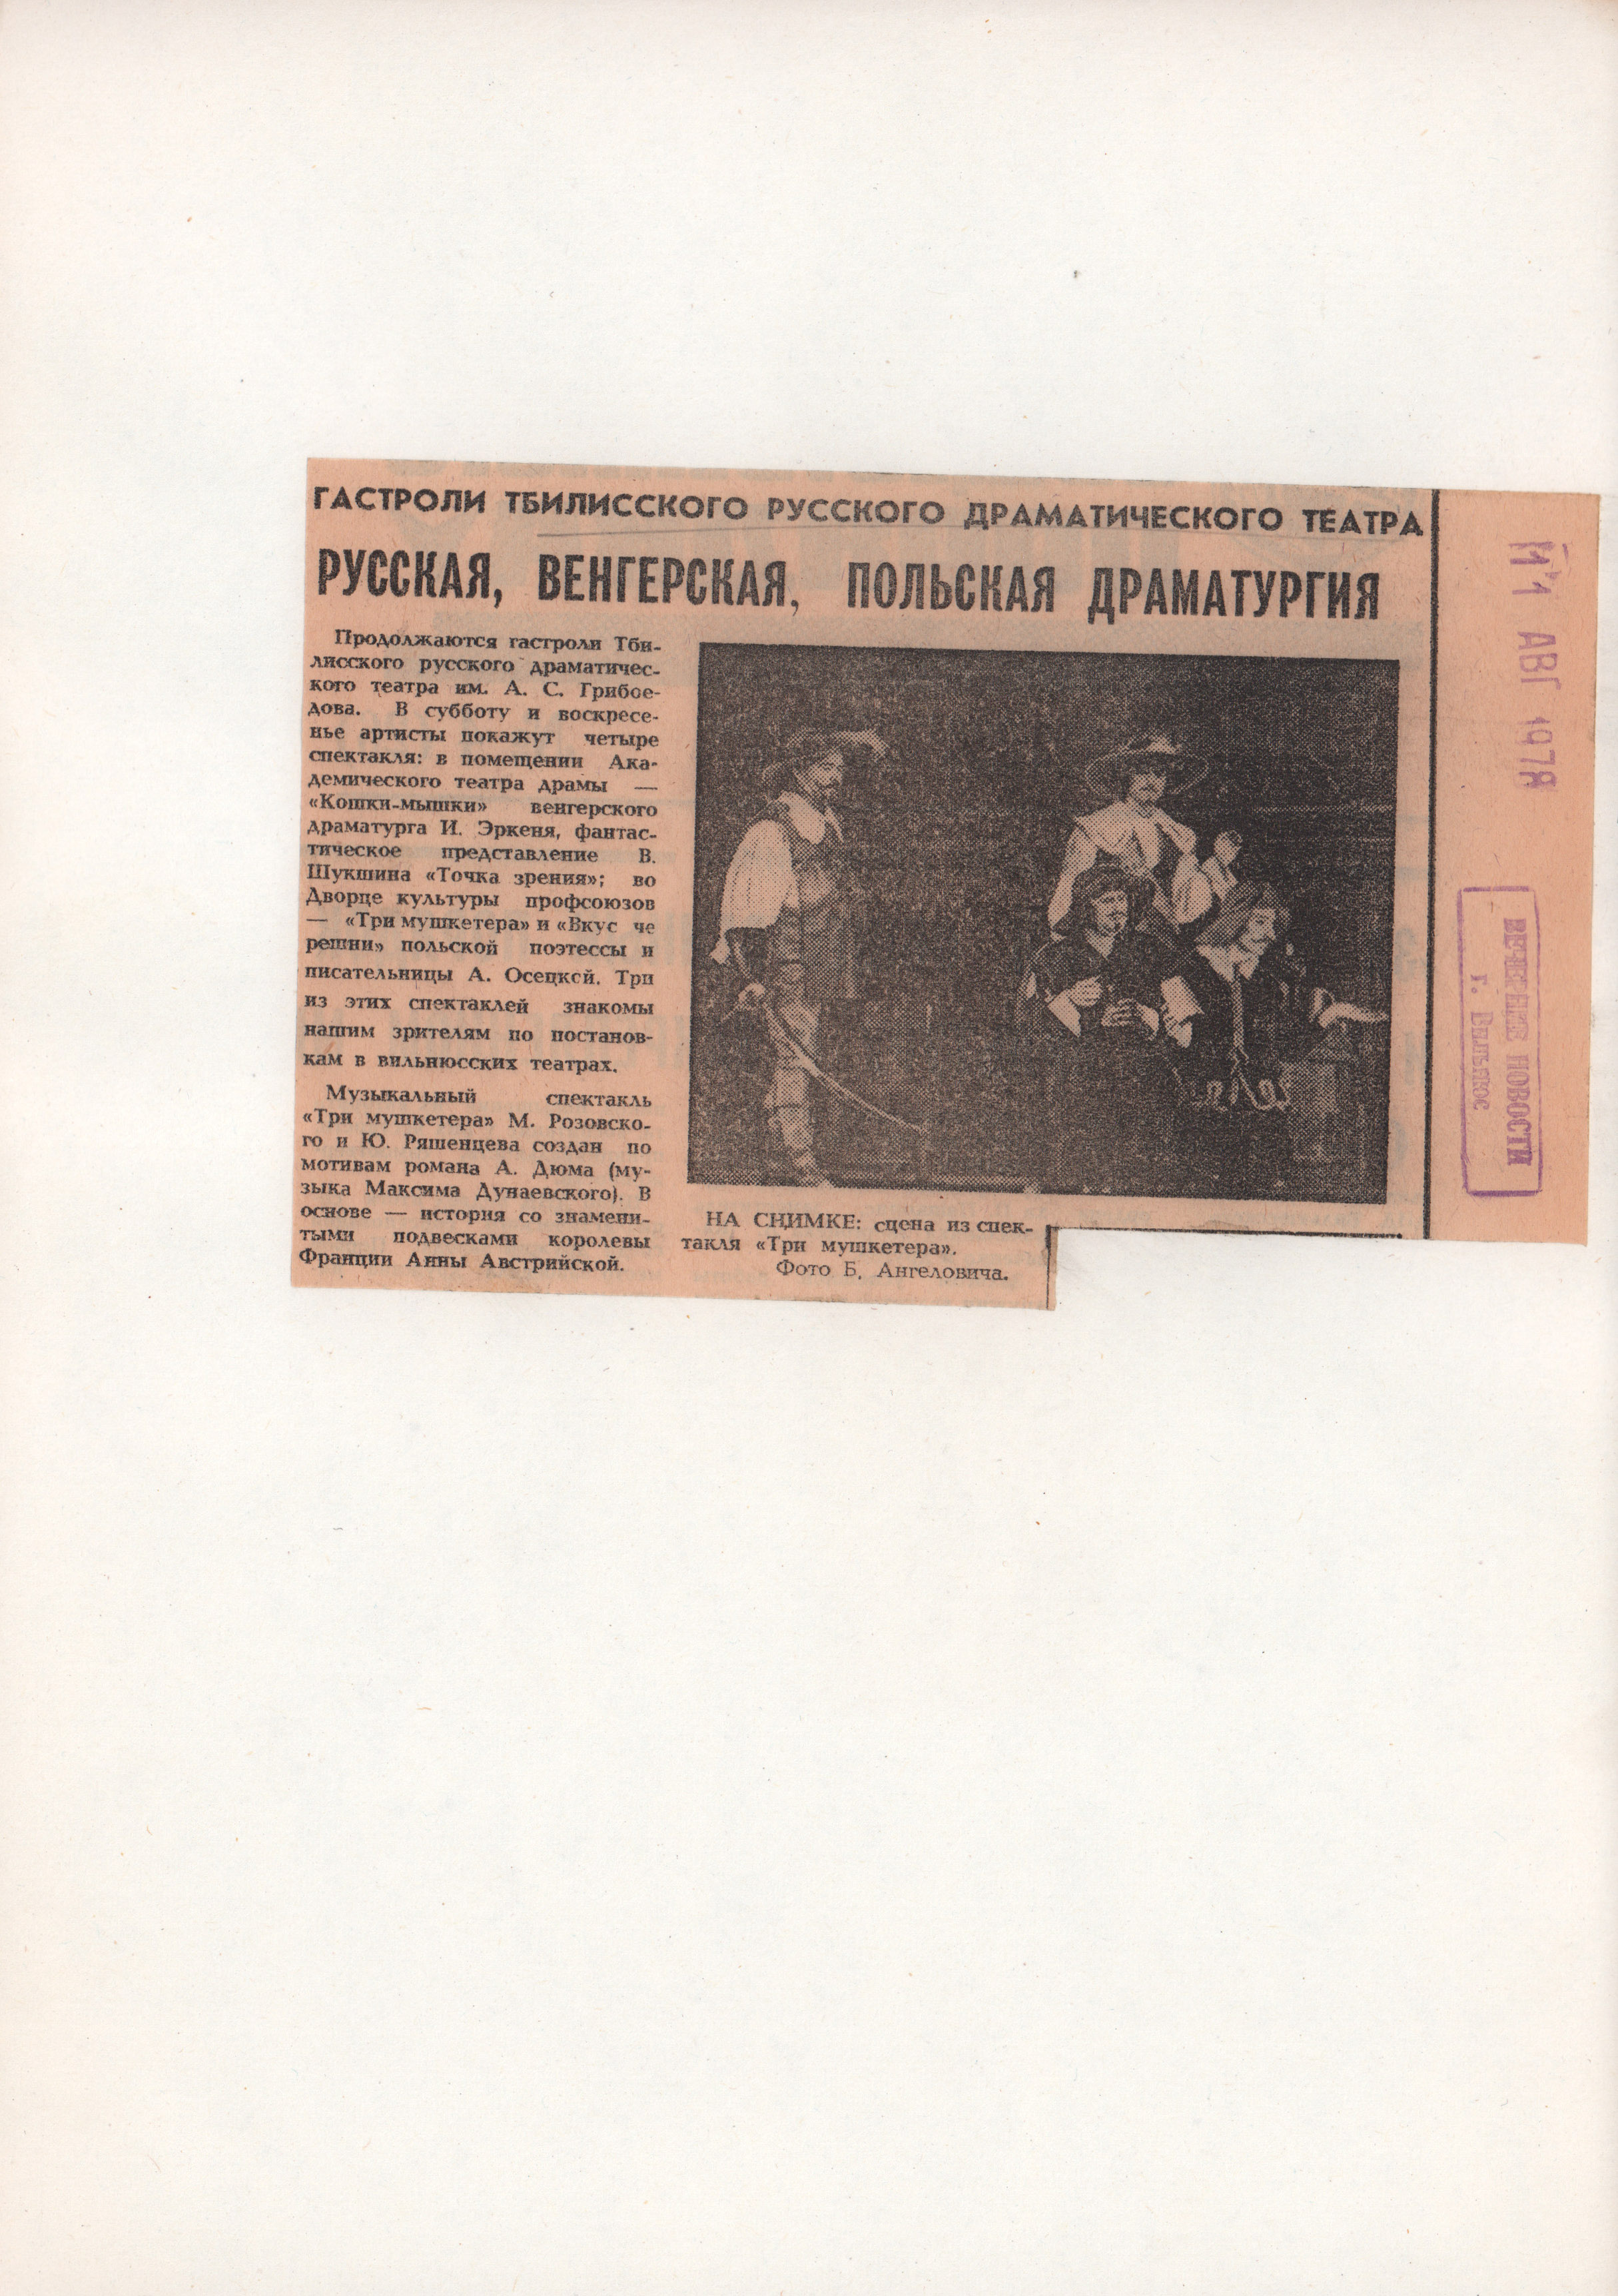 ГАСТРОЛИ ТБИЛИССКОГО РУССКОГО ДРАМАТИЧЕСКОГО ТЕАТРА
РУССКАЯ, ВЕНГЕРСКАЯ, ПОЛЬСКАЯ ДРАМАТУРГИЯ
Продолжаются гастроли Тби-
лисского русского драматичес-
кого театра им. А. С. Грибое-
дова. В субботу и воскресе-
нье артисты покажут четыре
спектакля: в помещении Ака-
демического театра драмы —
«Кошки-мышки» венгерского
драматурга И. Эркеня, фантас-
тическое представление В.
Шукшина «Точка зрения»; во
Дворце культуры профсоюзов
— «Три мушкетера» и «Вкус че
решни» польской поэтессы и
писательницы А. Осецкой. Три
из этих спектаклей знакомы
нашим зрителям по постанов-
кам в вильнюсских театрах.
Музыкальный спектакль
«Три мушкетера» М. Розовско-
го и Ю. Ряшенцева создан по
мотивам романа А. Дюма (му-
зыка Максима Дунаевского). В
основе — история со знамени-
тыми подвесками королевы
Франции Анны Австрийской.
НА СНИМКЕ: сцена из спек-
такля «Три мушкетера».
Фото Б. Ангеловича.
АВГ 1978
ВЕЧЕРНИЕ НОВОСТИ
г. Вильнюс